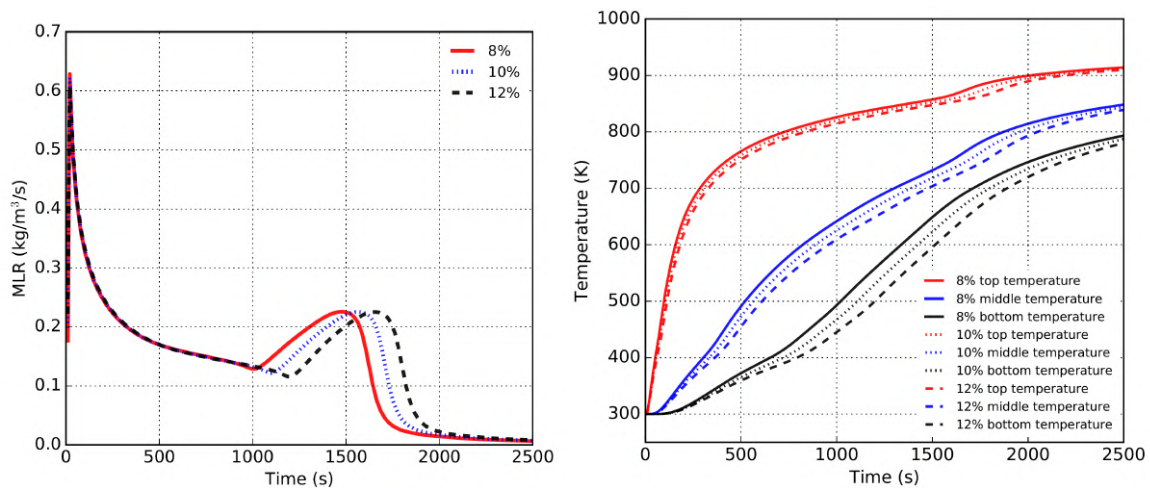 0.7
0.6
0.5
0.4
0.3
0.2
0.1
0.0
MLR (kg/m³/s)
8%
10%
12%
0 500 1000 1500 2000 2500
Time (s)
1000
900
800
700
600
500
400
300
Temperature (K)
8% top temperature
8% middle temperature
8% bottom temperature
10% top temperature
10% middle temperature
10% bottom temperature
12% top temperature
12% middle temperature
12% bottom temperature
0 500 1000 1500 2000 2500
Time (s)